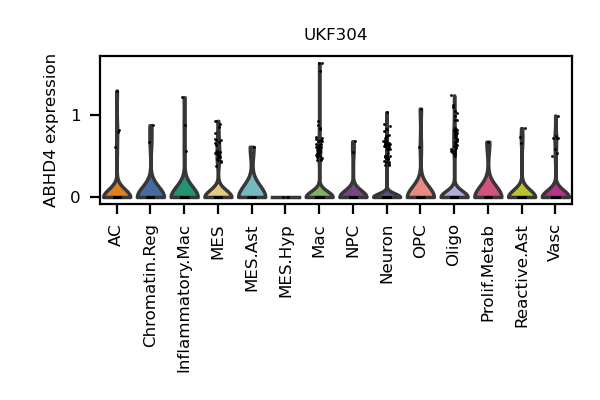 UKF304
ABHD4 expression
1
0
AC
Chromatin.Reg
Inflammatory.Mac
MES
MES.Ast
MES.Hyp
Mac
NPC
Neuron
OPC
Oligo
Prolif.Metab
Reactive.Ast
Vasc